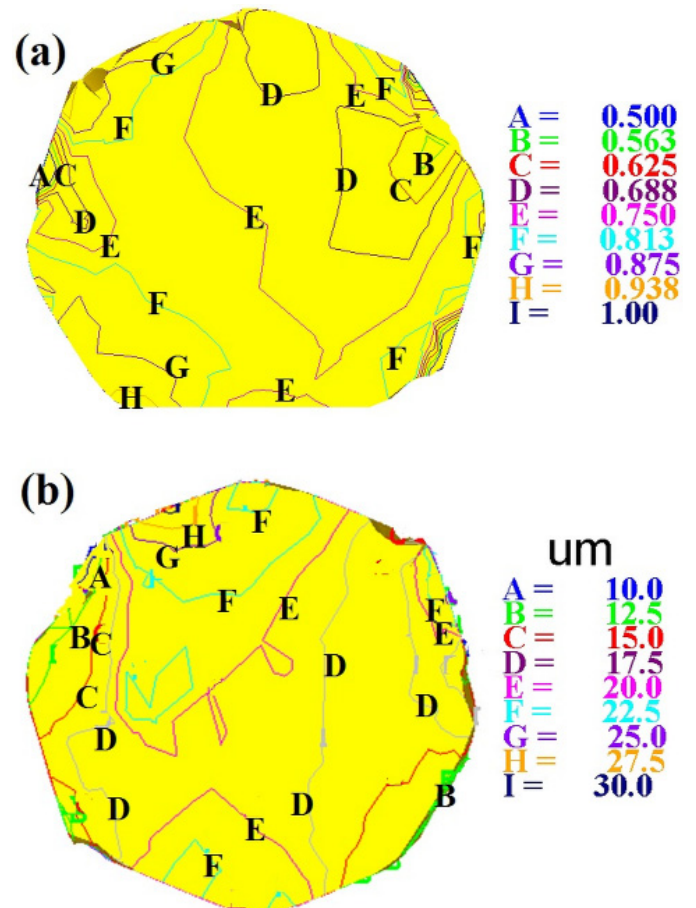 (a)
G
D
E
F
F
A
C
B
D
C
D
E
E
F
F
G
F
H
E
A = 0.500
B = 0.563
C = 0.625
D = 0.688
E = 0.750
F = 0.813
G = 0.875
H = 0.938
I = 1.00
(b)
F
H
G
A
F
E
F
E
B
C
D
C
D
D
D
D
B
E
F
um
A = 10.0
B = 12.5
C = 15.0
D = 17.5
E = 20.0
F = 22.5
G = 25.0
H = 27.5
I = 30.0